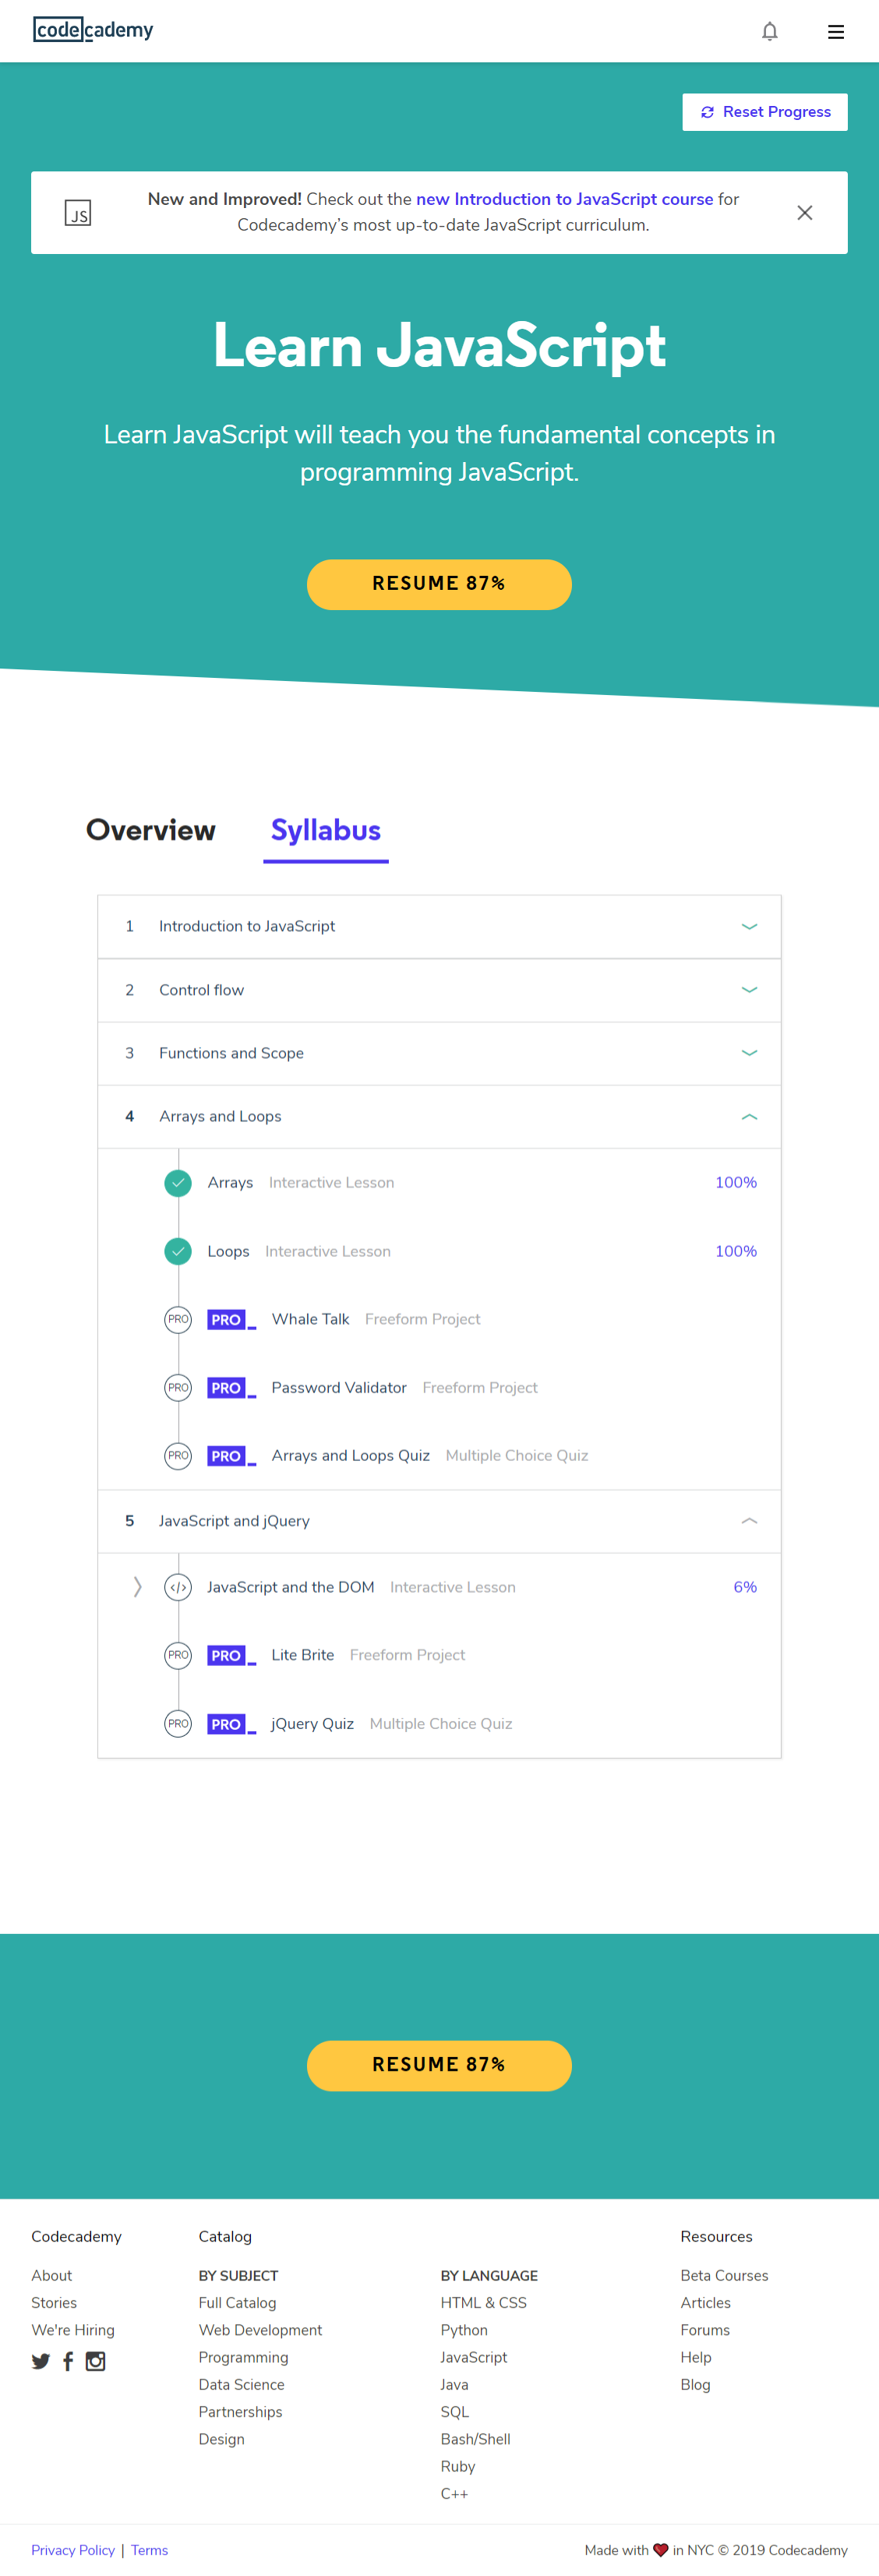 codecademy
Reset Progress
JS
New and Improved! Check out the new Introduction to JavaScript course for
Codecademy's most up-to-date JavaScript curriculum.
Learn JavaScript
Learn JavaScript will teach you the fundamental concepts in
programming JavaScript.
RESUME 87%
Overview Syllabus
1 Introduction to JavaScript
2 Control flow
3 Functions and Scope
4 Arrays and Loops
Arrays Interactive Lesson 100%
Loops Interactive Lesson 100%
PRO PRO_ Whale Talk Freeform Project
PRO PRO_ Password Validator Freeform Project
PRO PRO_ Arrays and Loops Quiz Multiple Choice Quiz
5 JavaScript and jQuery
</> JavaScript and the DOM Interactive Lesson 6%
PRO PRO_ Lite Brite Freeform Project
PRO PRO_ jQuery Quiz Multiple Choice Quiz
RESUME 87%
Codecademy
About
Stories
We're Hiring
Catalog
BY SUBJECT
Full Catalog
Web Development
Programming
Data Science
Partnerships
Design
BY LANGUAGE
HTML & CSS
Python
JavaScript
Java
SQL
Bash/Shell
Ruby
C++
Resources
Beta Courses
Articles
Forums
Help
Blog
Privacy Policy | Terms
Made with ❤ in NYC © 2019 Codecademy